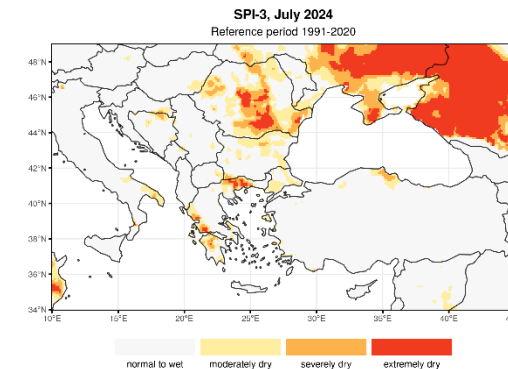 SPI-3, July 2024
Reference period 1991-2020
48°N
46°N
44°N
42°N
40°N
38°N
36°N
34°N
10°E 15°E 20°E 25°E 30°E 35°E 40°E
normal to wet moderately dry severely dry extremely dry